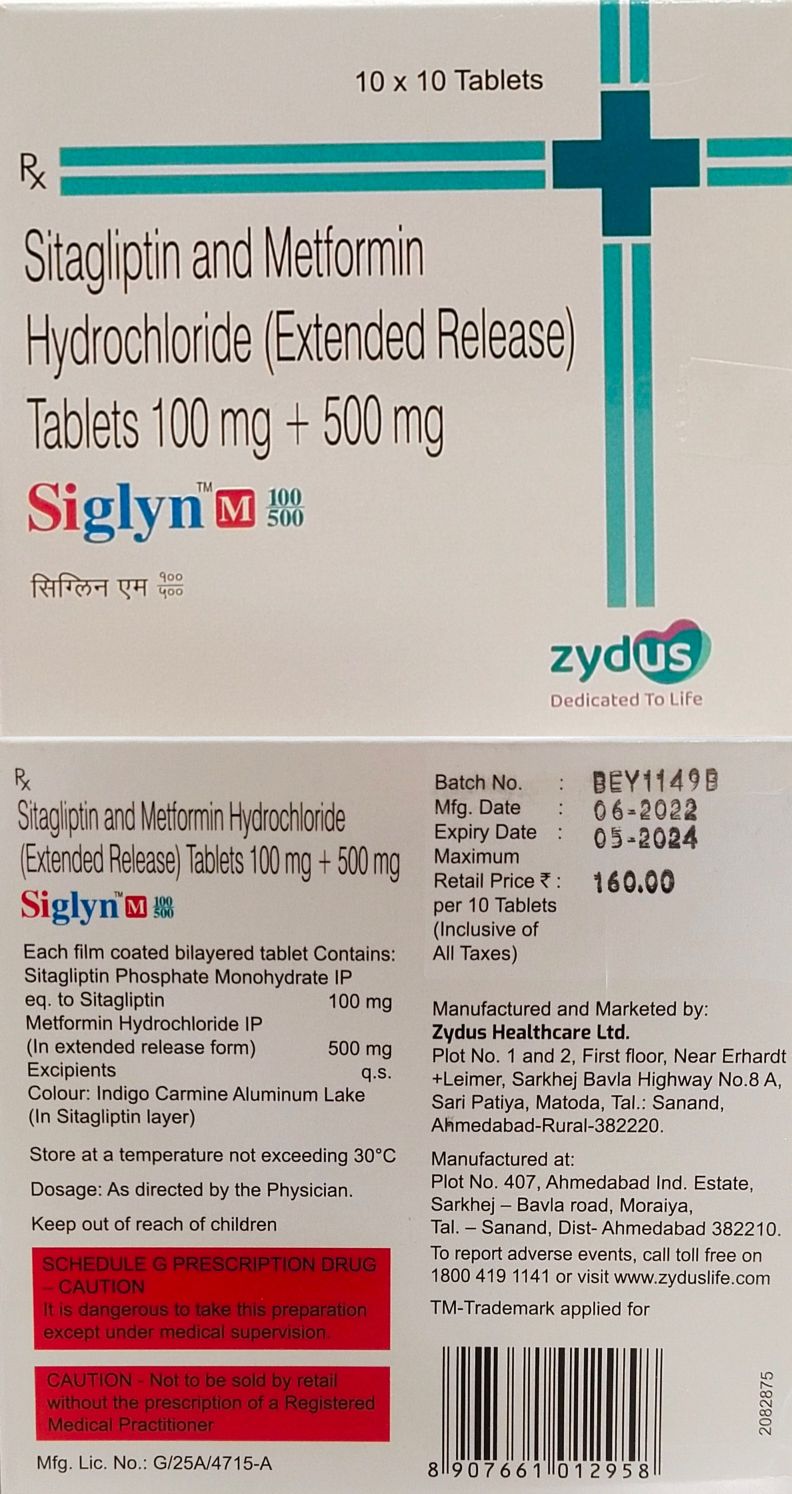 10 x 10 Tablets
Rx
Sitagliptin and Metformin
Hydrochloride (Extended Release)
Tablets 100 mg + 500 mg
Siglyn™ M 100/500
सिग्लिन एम १००/५००
zydus
Dedicated To Life
Rx
Sitagliptin and Metformin Hydrochloride
(Extended Release) Tablets 100 mg + 500 mg
Siglyn™ M 100/500
Each film coated bilayered tablet Contains:
Sitagliptin Phosphate Monohydrate IP
eq. to Sitagliptin 100 mg
Metformin Hydrochloride IP
(In extended release form) 500 mg
Excipients q.s.
Colour: Indigo Carmine Aluminum Lake
(In Sitagliptin layer)
Store at a temperature not exceeding 30°C
Dosage: As directed by the Physician.
Keep out of reach of children
SCHEDULE G PRESCRIPTION DRUG
– CAUTION
It is dangerous to take this preparation
except under medical supervision.
CAUTION - Not to be sold by retail
without the prescription of a Registered
Medical Practitioner
Mfg. Lic. No.: G/25A/4715-A
Batch No. : BEY1149B
Mfg. Date : 06-2022
Expiry Date : 05-2024
Maximum
Retail Price ₹ : 160.00
per 10 Tablets
(Inclusive of
All Taxes)
Manufactured and Marketed by:
Zydus Healthcare Ltd.
Plot No. 1 and 2, First floor, Near Erhardt
+Leimer, Sarkhej Bavla Highway No.8 A,
Sari Patiya, Matoda, Tal.: Sanand,
Ahmedabad-Rural-382220.
Manufactured at:
Plot No. 407, Ahmedabad Ind. Estate,
Sarkhej – Bavla road, Moraiya,
Tal. – Sanand, Dist- Ahmedabad 382210.
To report adverse events, call toll free on
1800 419 1141 or visit www.zyduslife.com
TM-Trademark applied for
8 907661 012958
2082875